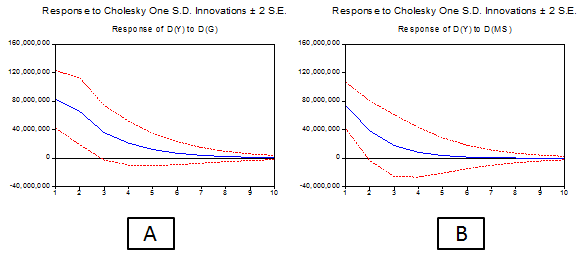 Response to Cholesky One S.D. Innovations ± 2 S.E.
Response of D(Y) to D(G)
160,000,000
120,000,000
80,000,000
40,000,000
0
-40,000,000
1 2 3 4 5 6 7 8 9 10
A
Response to Cholesky One S.D. Innovations ± 2 S.E.
Response of D(Y) to D(MS)
160,000,000
120,000,000
80,000,000
40,000,000
0
-40,000,000
1 2 3 4 5 6 7 8 9 10
B